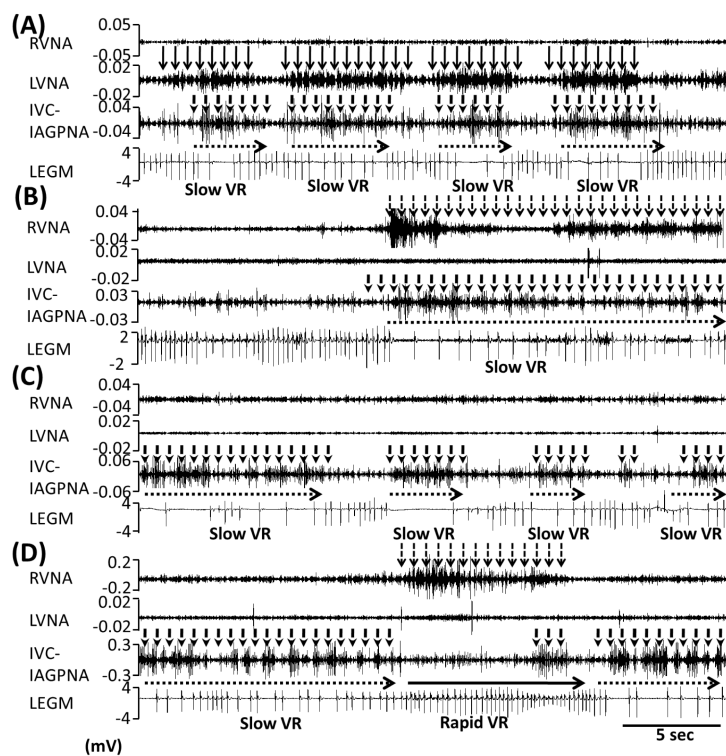 (A)
0.05
RVNA
-0.05
0.02
LVNA
-0.02
0.04
IVC-
IAGPNA
-0.04
4
LEGM
-4
Slow VR Slow VR Slow VR Slow VR
(B)
0.04
RVNA
-0.04
0.02
LVNA
-0.02
0.03
IVC-
IAGPNA
-0.03
2
LEGM
-2
Slow VR
(C)
0.04
RVNA
-0.04
0.02
LVNA
-0.02
0.06
IVC-
IAGPNA
-0.06
4
LEGM
-4
Slow VR Slow VR Slow VR Slow VR
(D)
0.2
RVNA
-0.2
0.02
LVNA
-0.02
0.3
IVC-
IAGPNA
-0.3
4
LEGM
-4
Slow VR Rapid VR
(mV)
5 sec